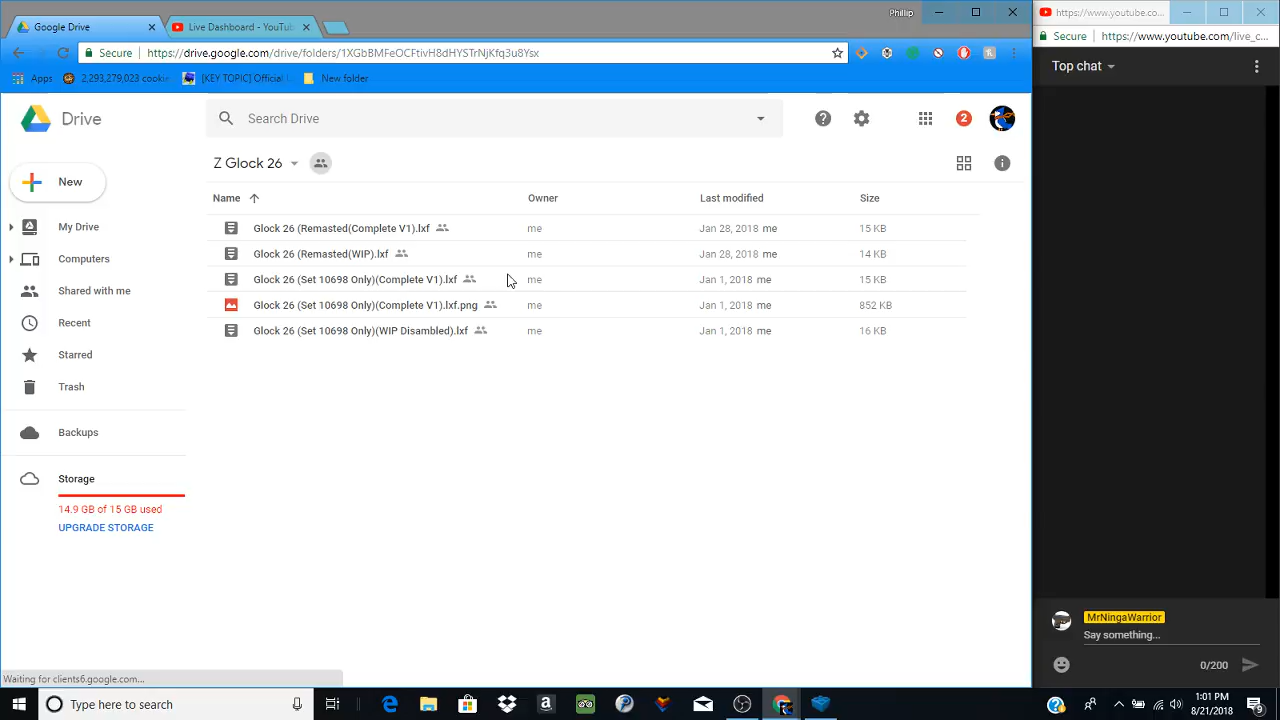 Google Drive
Live Dashboard - YouTu
Phillip
https://www.youtube.co...
Secure
https://drive.google.com/drive/folders/1XGbBMFeOCFtivH8dHYSTrNjKfq3u8Ysx
Secure
https://www.youtube.com/live_c...
Apps
2,293,279,023 cooki
[KEY TOPIC] Official
New folder
Top chat
Drive
Search Drive
2
Z Glock 26
New
Name
Owner
Last modified
Size
My Drive
Glock 26 (Remasted(Complete V1).lxf
me
Jan 28, 2018 me
15 KB
Glock 26 (Remasted(WIP).lxf
me
Jan 28, 2018 me
14 KB
Computers
Glock 26 (Set 10698 Only)(Complete V1).lxf
me
Jan 1, 2018 me
15 KB
Shared with me
Glock 26 (Set 10698 Only)(Complete V1).lxf.png
me
Jan 1, 2018 me
852 KB
Recent
Glock 26 (Set 10698 Only)(WIP Disambled).lxf
me
Jan 1, 2018 me
16 KB
Starred
Trash
Backups
Storage
14.9 GB of 15 GB used
UPGRADE STORAGE
MrNingaWarrior
Say something...
0/200
Waiting for clients6.google.com...
Type here to search
1:01 PM
8/21/2018